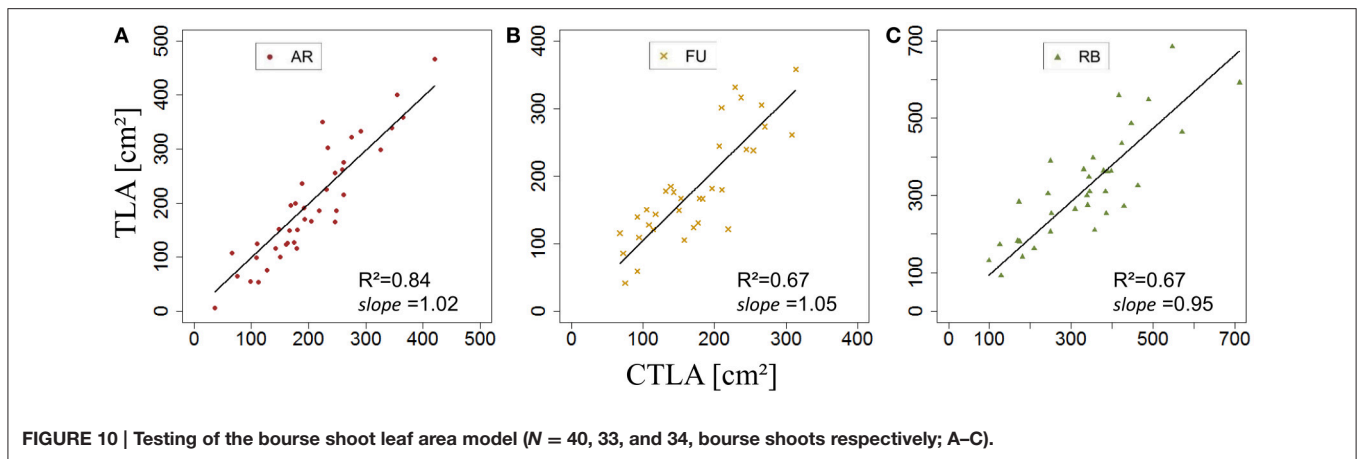 A
B
C
AR
FU
RB
500
400
300
200
100
0
400
300
200
100
0
700
500
300
100
TLA [cm²]
R²=0.84
slope =1.02
R²=0.67
slope =1.05
R²=0.67
slope =0.95
0 100 200 300 400 500
0 100 200 300 400
100 300 500 700
CTLA [cm²]
FIGURE 10 | Testing of the bourse shoot leaf area model (N = 40, 33, and 34, bourse shoots respectively; A–C).